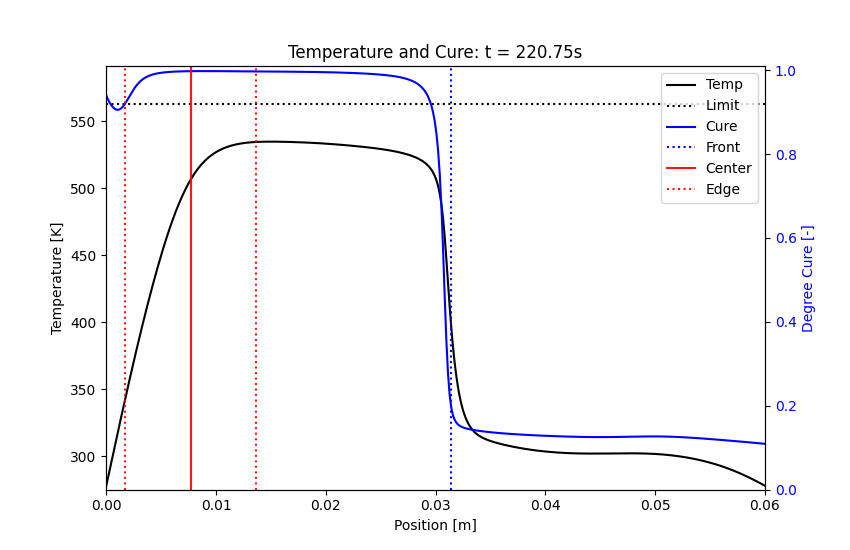 Temperature and Cure: t = 220.75s
Temp
Limit
Cure
Front
Center
Edge
550
500
450
400
350
300
Temperature [K]
1.0
0.8
0.6
0.4
0.2
0.0
Degree Cure [-]
0.00 0.01 0.02 0.03 0.04 0.05 0.06
Position [m]